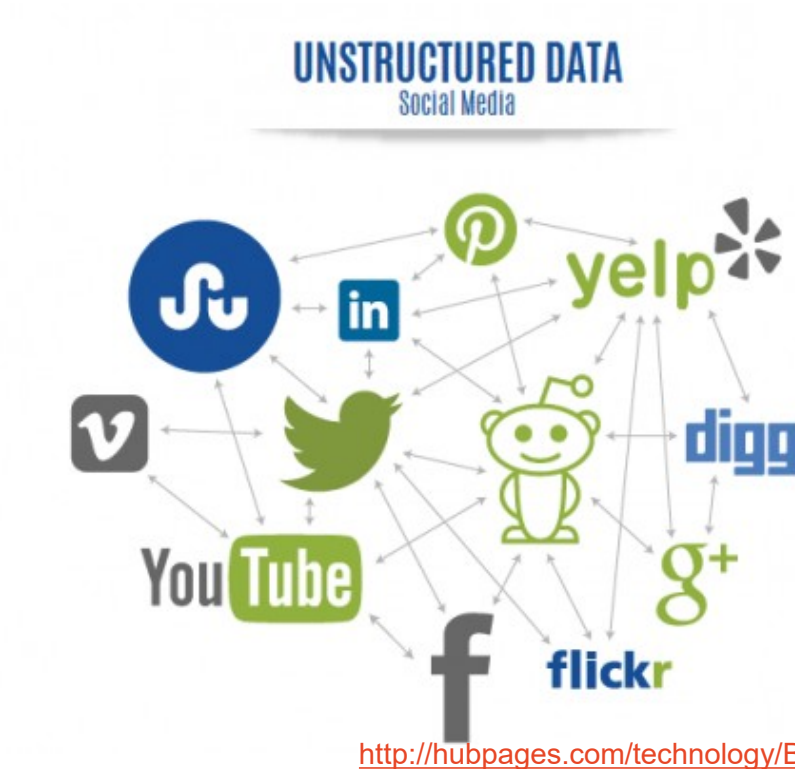 UNSTRUCTURED DATA
Social Media
yelp
in
digg
You Tube
g+
f
flickr
http://hubpages.com/technology/B